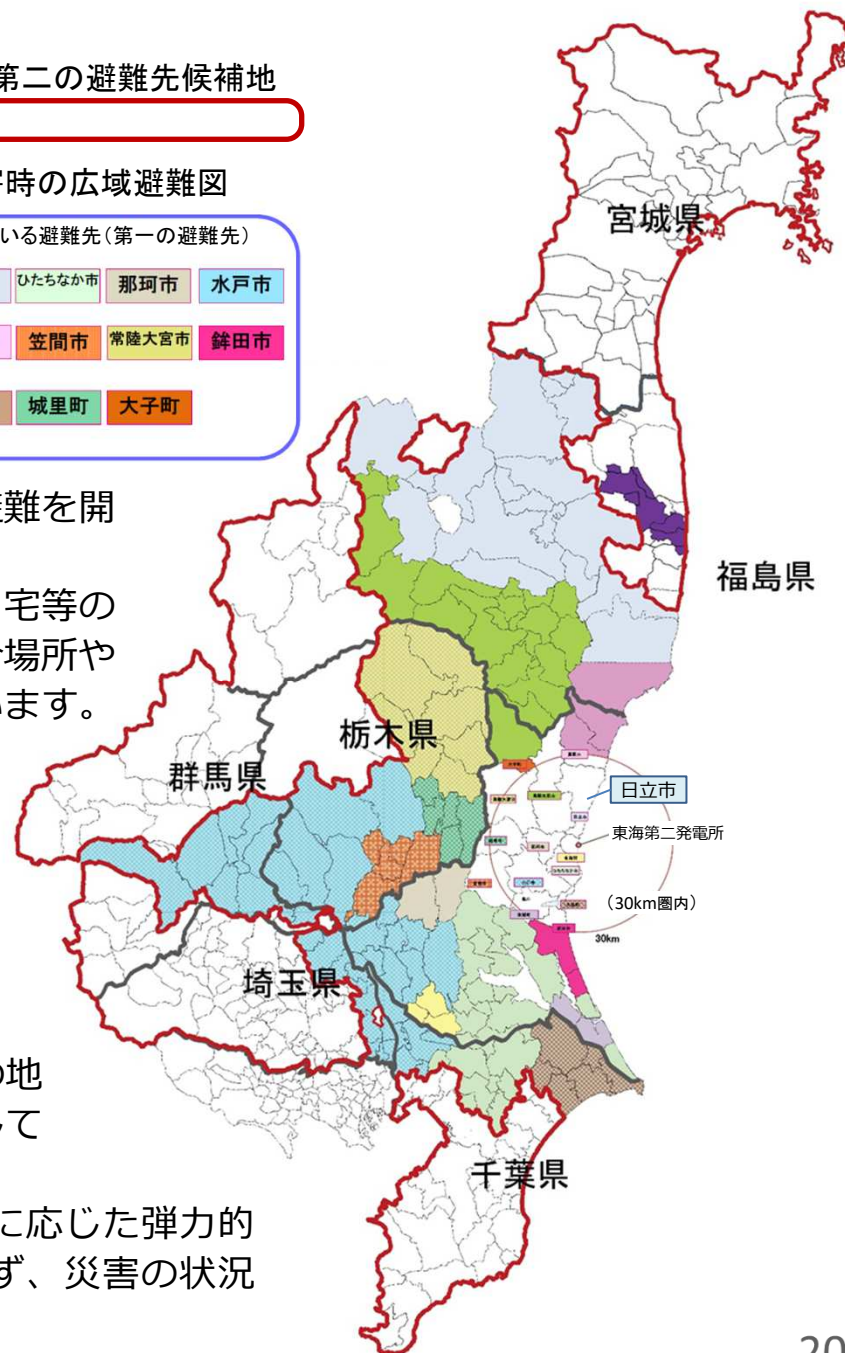 第二の避難先候補地
時の広域避難図
いる避難先(第一の避難先)
ひたちなか市 那珂市 水戸市
笠間市 常陸大宮市 鉾田市
城里町 大子町
難を開
宅等の
場所や
います。
の地
して
に応じた弾力的
ず、災害の状況
宮城県
福島県
栃木県
群馬県
日立市
東海第二発電所
(30km圏内)
30km
埼玉県
千葉県
20